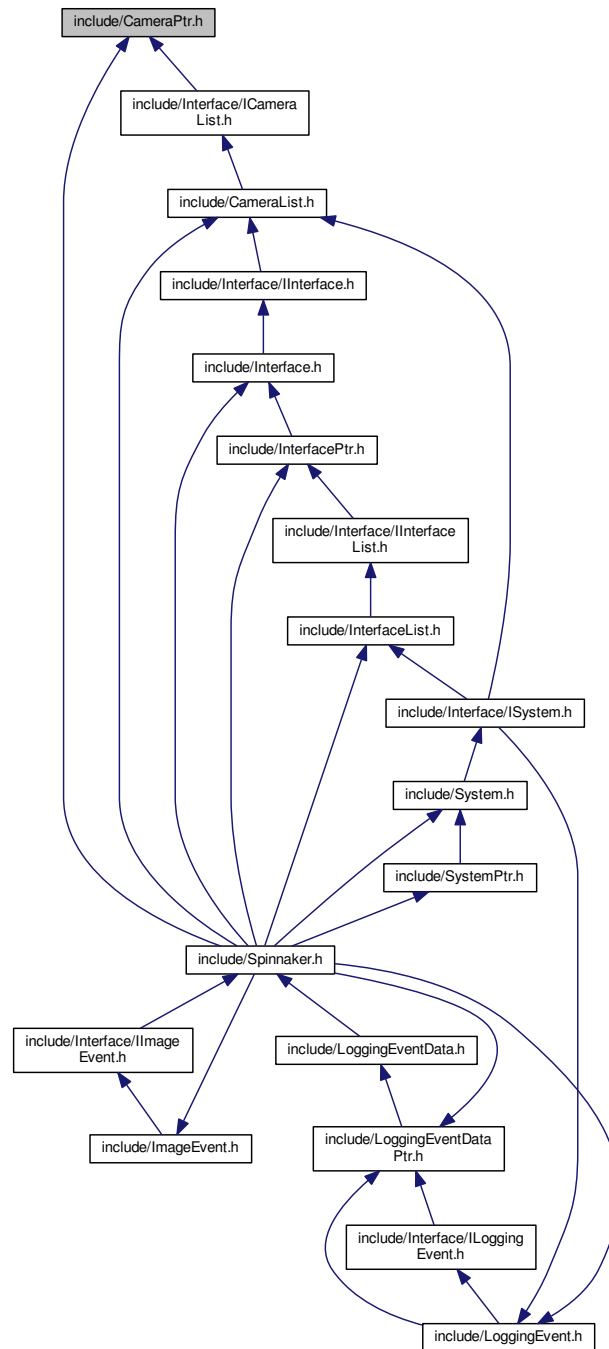 include/CameraPtr.h
include/Interface/ICamera
List.h
include/CameraList.h
include/Interface/IInterface.h
include/Interface.h
include/InterfacePtr.h
include/Interface/IInterface
List.h
include/InterfaceList.h
include/Interface/ISystem.h
include/System.h
include/SystemPtr.h
include/Spinnaker.h
include/Interface/IImage
Event.h
include/LoggingEventData.h
include/ImageEvent.h
include/LoggingEventData
Ptr.h
include/Interface/ILogging
Event.h
include/LoggingEvent.h